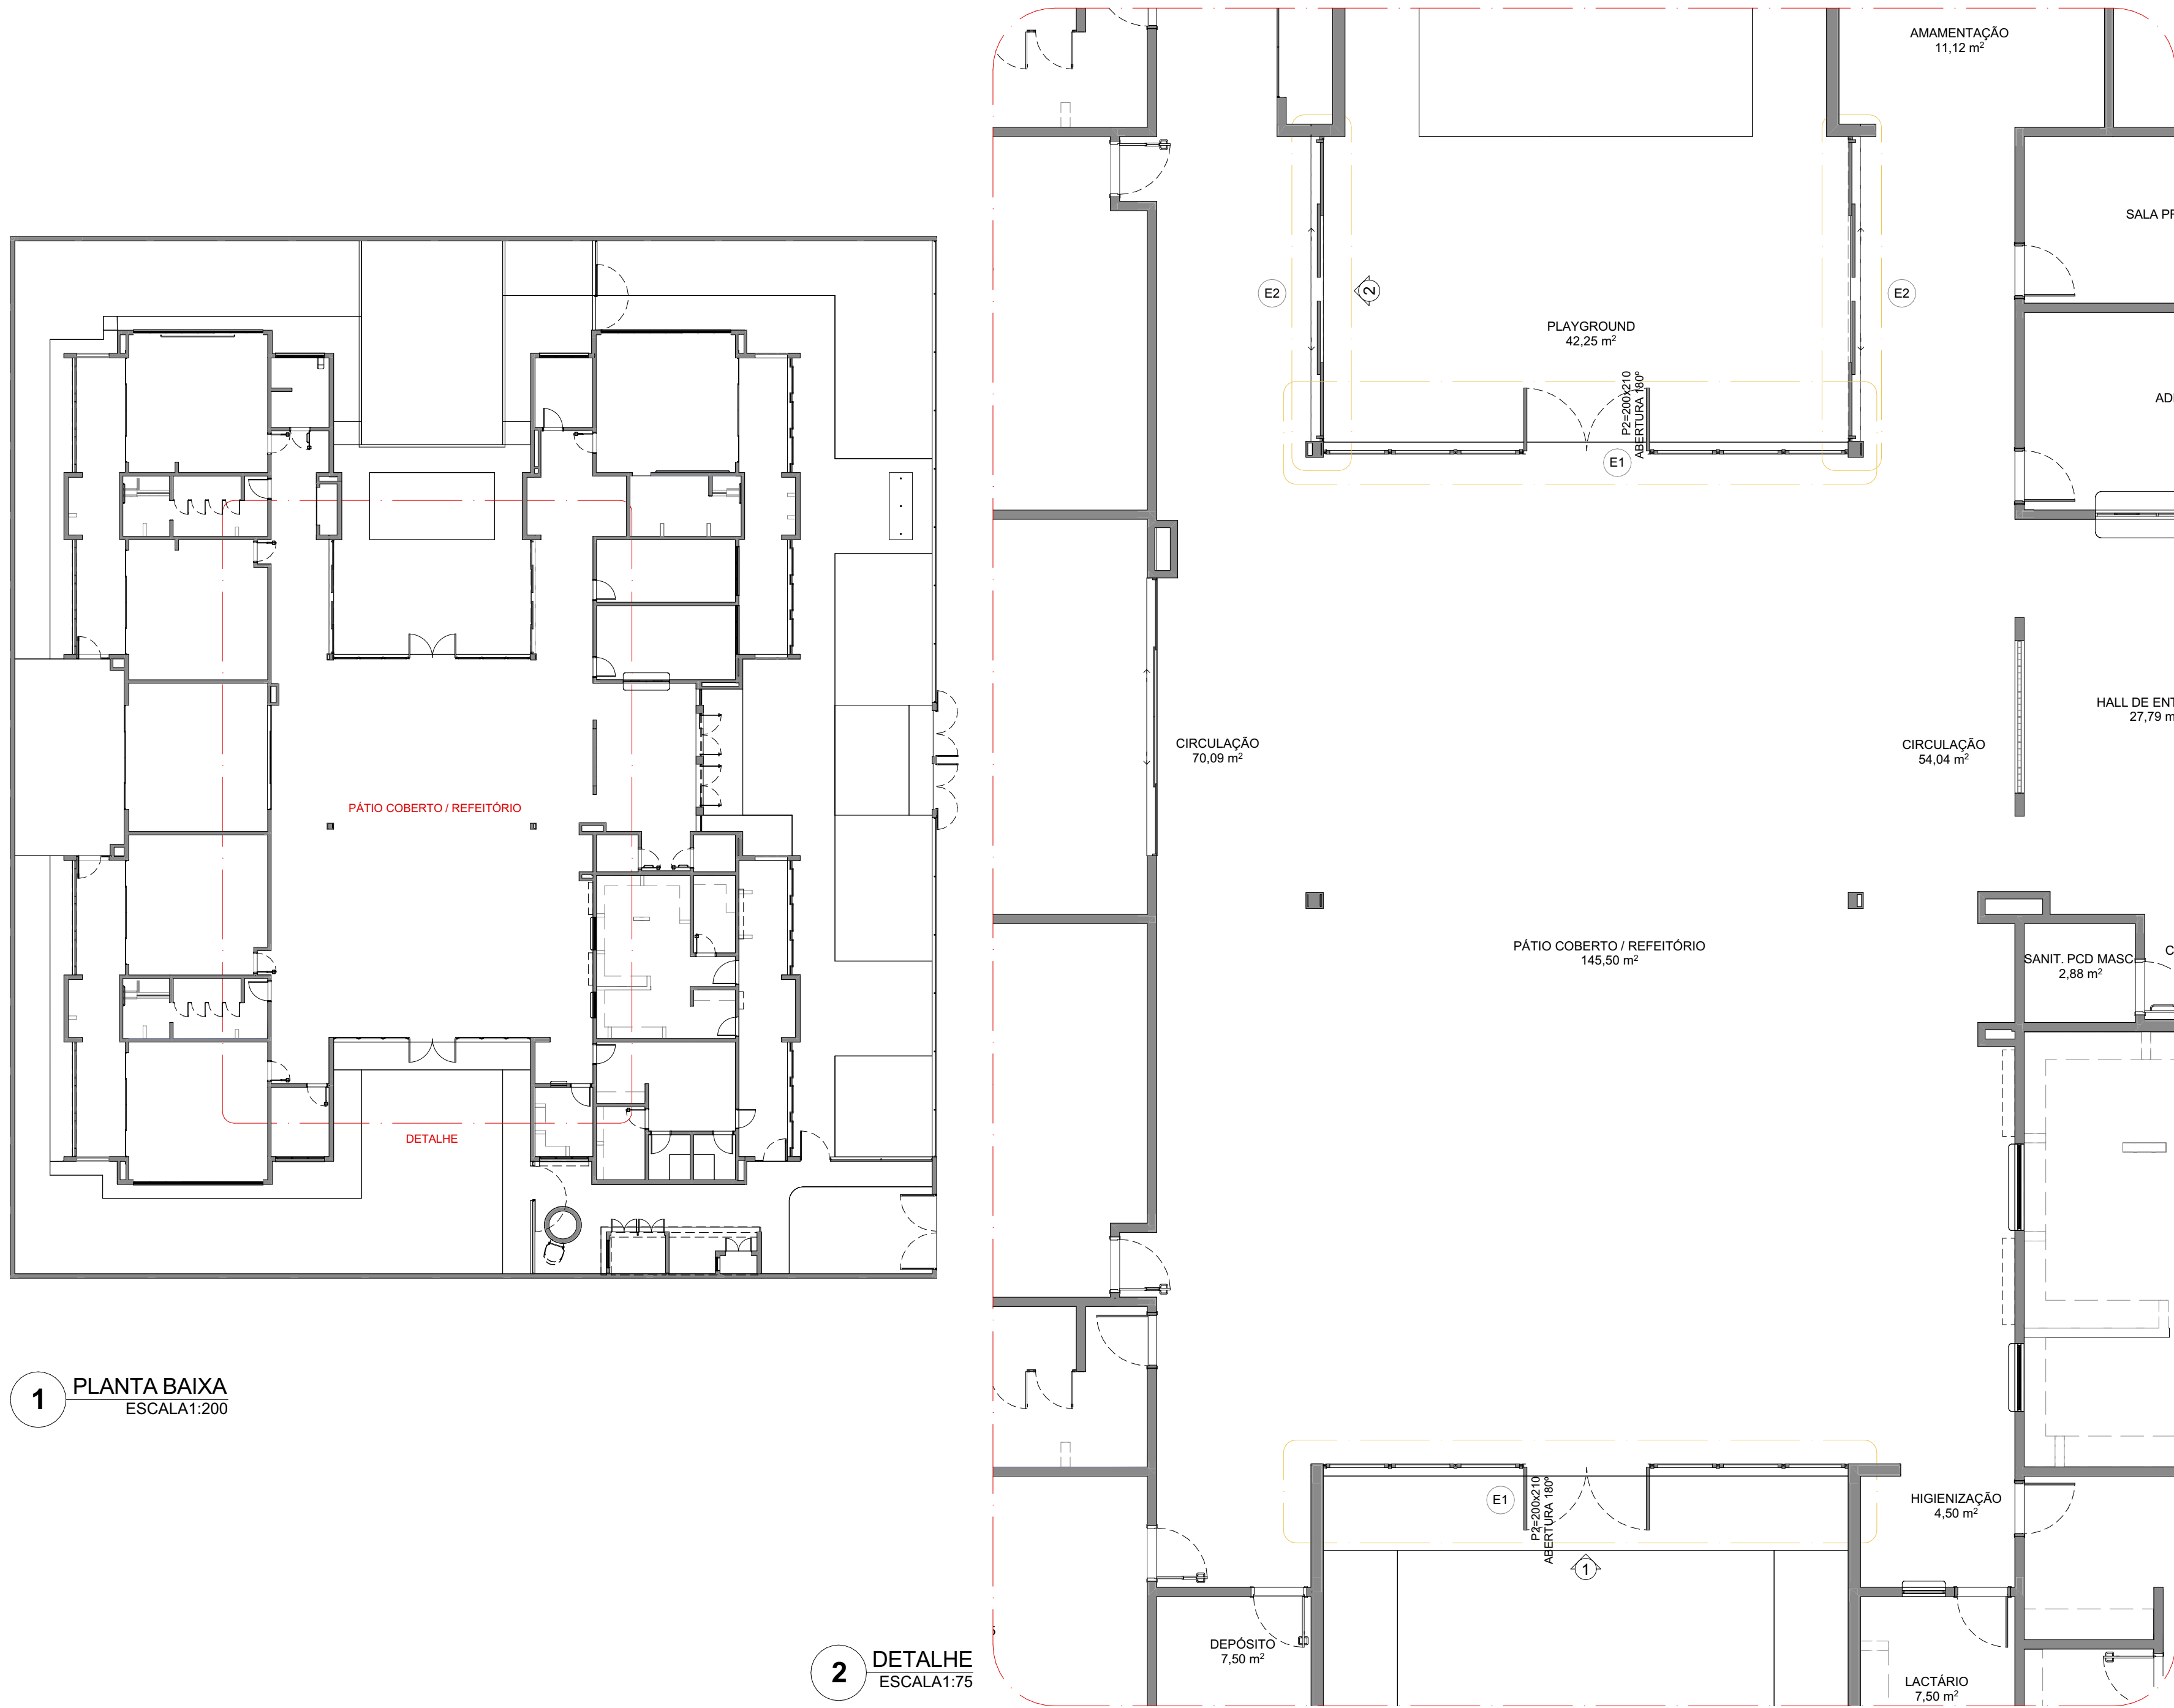 PÁTIO COBERTO / REFEITÓRIO
DETALHE
1
PLANTA BAIXA
ESCALA1:200
2
DETALHE
ESCALA1:75
AMAMENTAÇÃO
11,12 m²
SALA PR
E2
2
E2
PLAYGROUND
42,25 m²
P2=200x210
ABERTURA 180º
E1
AD
HALL DE ENT
27,79 m
CIRCULAÇÃO
70,09 m²
CIRCULAÇÃO
54,04 m²
PÁTIO COBERTO / REFEITÓRIO
145,50 m²
SANIT. PCD MASC
2,88 m²
C
E1
P2=200x210
ABERTURA 180º
1
HIGIENIZAÇÃO
4,50 m²
DEPÓSITO
7,50 m²
LACTÁRIO
7,50 m²